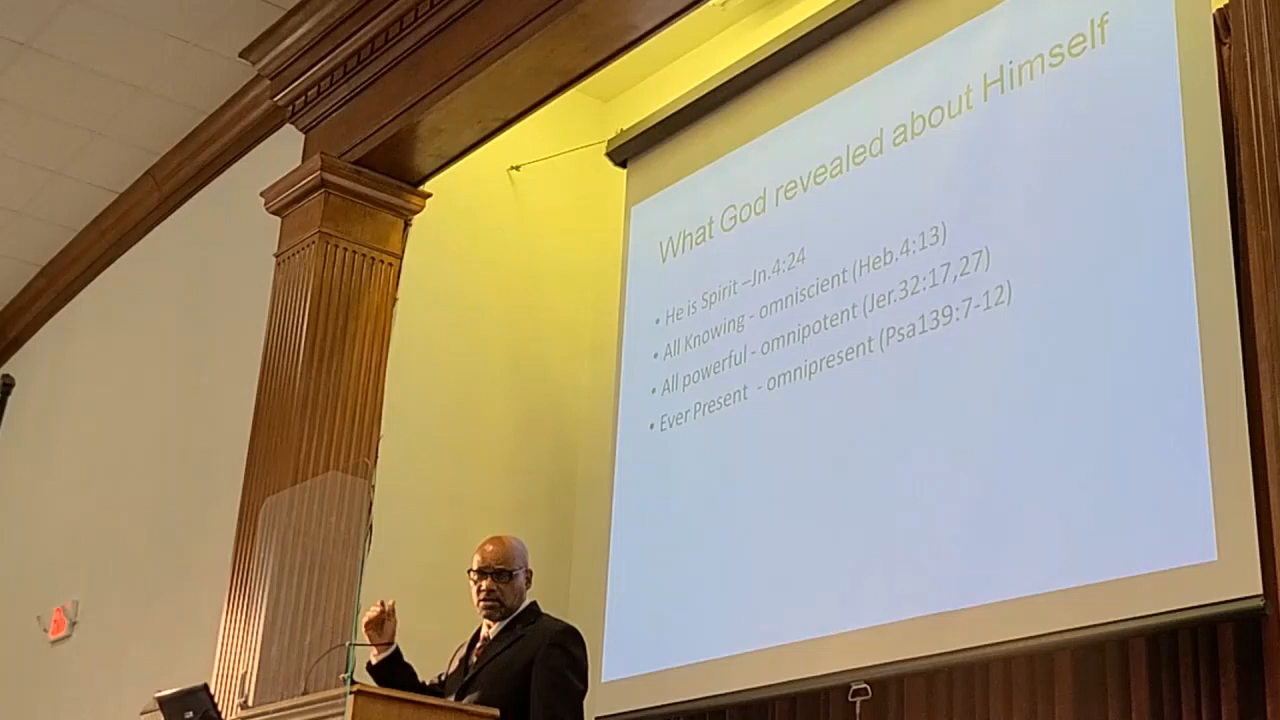 What God revealed about Himself
• He is Spirit –Jn.4:24
• All Knowing - omniscient (Heb.4:13)
• All powerful - omnipotent (Jer.32:17,27)
• Ever Present - omnipresent (Psa139:7-12)